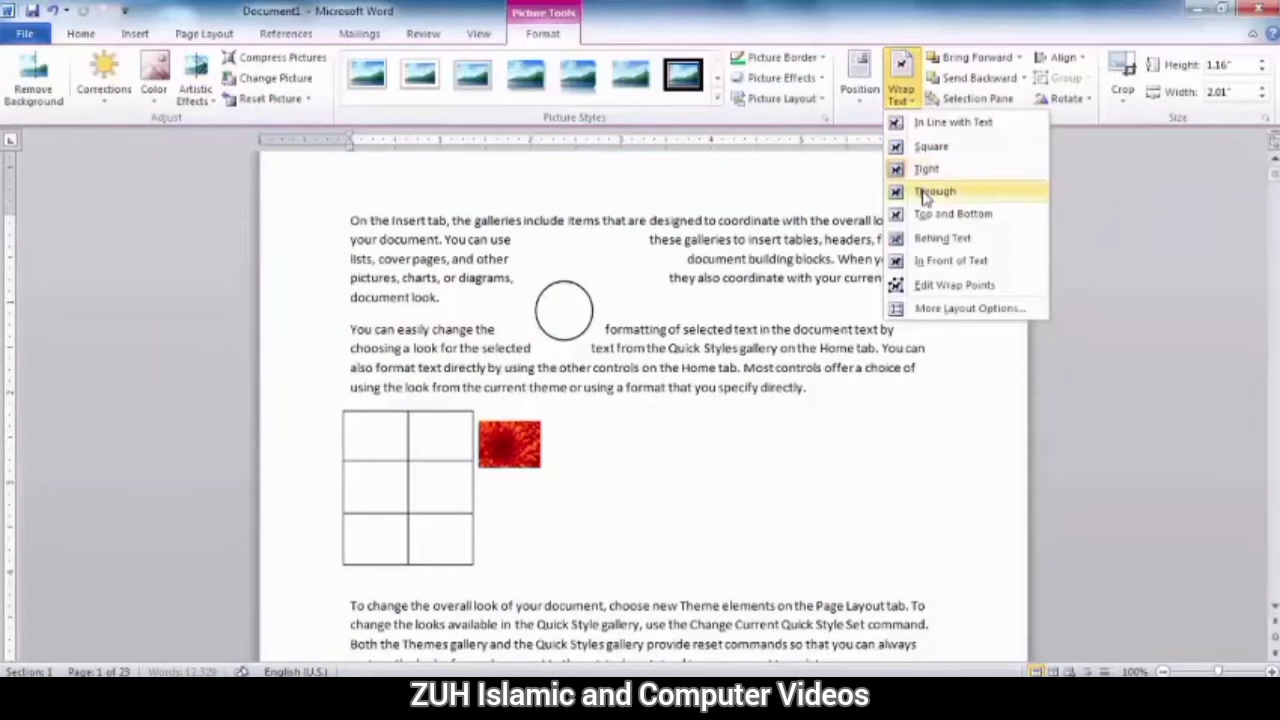 Document1 - Microsoft Word
Picture Tools
File Home Insert Page Layout References Mailings Review View Format
Remove Background
Corrections
Color
Artistic Effects
Compress Pictures
Change Picture
Reset Picture
Adjust
Picture Styles
Picture Border
Picture Effects
Picture Layout
Position
Wrap Text
Bring Forward
Send Backward
Selection Pane
Align
Group
Rotate
Crop
Height: 1.16"
Width: 2.01"
Size
In Line with Text
Square
Tight
Through
Top and Bottom
Behind Text
In Front of Text
Edit Wrap Points
More Layout Options...
On the Insert tab, the galleries include items that are designed to coordinate with the overall
your document. You can use these galleries to insert tables, headers,
lists, cover pages, and other document building blocks. When
pictures, charts, or diagrams, they also coordinate with your current
document look.
You can easily change the formatting of selected text in the document text by
choosing a look for the selected text from the Quick Styles gallery on the Home tab. You can
also format text directly by using the other controls on the Home tab. Most controls offer a choice of
using the look from the current theme or using a format that you specify directly.
To change the overall look of your document, choose new Theme elements on the Page Layout tab. To
change the looks available in the Quick Style gallery, use the Change Current Quick Style Set command.
Both the Themes gallery and the Quick Styles gallery provide reset commands so that you can always
Section: 1 Page: 1 of 23 Words: 12,329 English (U.S.) 100%
ZUH Islamic and Computer Videos